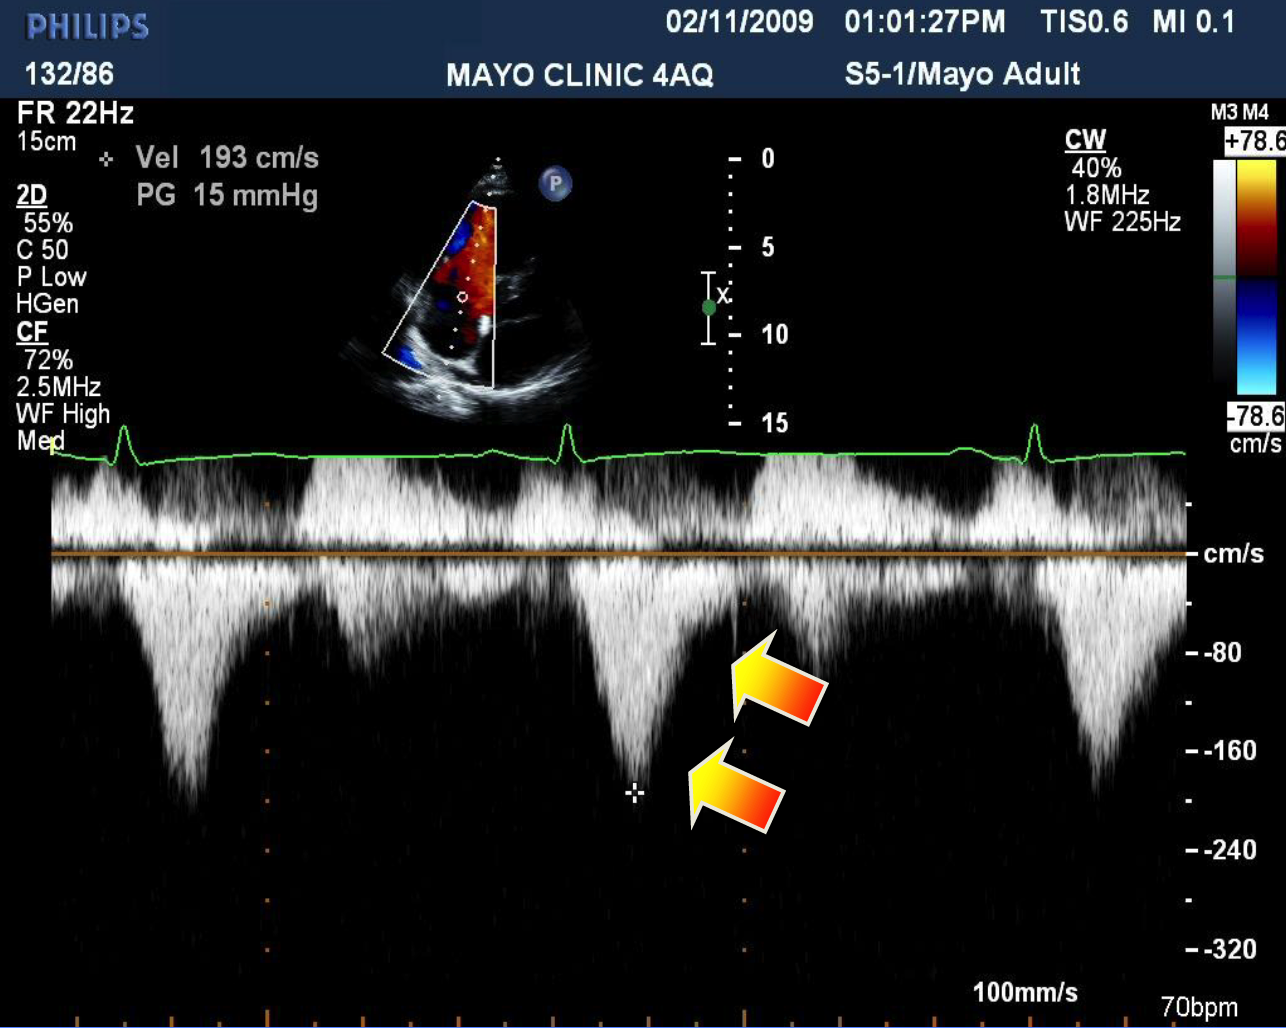 PHILIPS
02/11/2009 01:01:27PM TIS0.6 MI 0.1
132/86 MAYO CLINIC 4AQ S5-1/Mayo Adult
FR 22Hz
15cm
Vel 193 cm/s
PG 15 mmHg
2D
55%
C 50
P Low
HGen
CF
72%
2.5MHz
WF High
Med
P
0
5
X
10
15
CW
40%
1.8MHz
WF 225Hz
M3 M4
+78.6
-78.6
cm/s
cm/s
-80
-160
-240
-320
100mm/s
70bpm